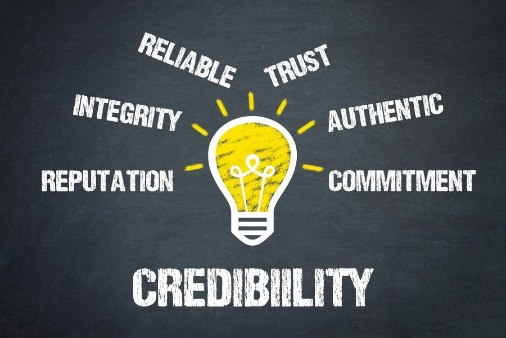 RELIABLE
TRUST
INTEGRITY
AUTHENTIC
REPUTATION
COMMITMENT
CREDIBIILITY